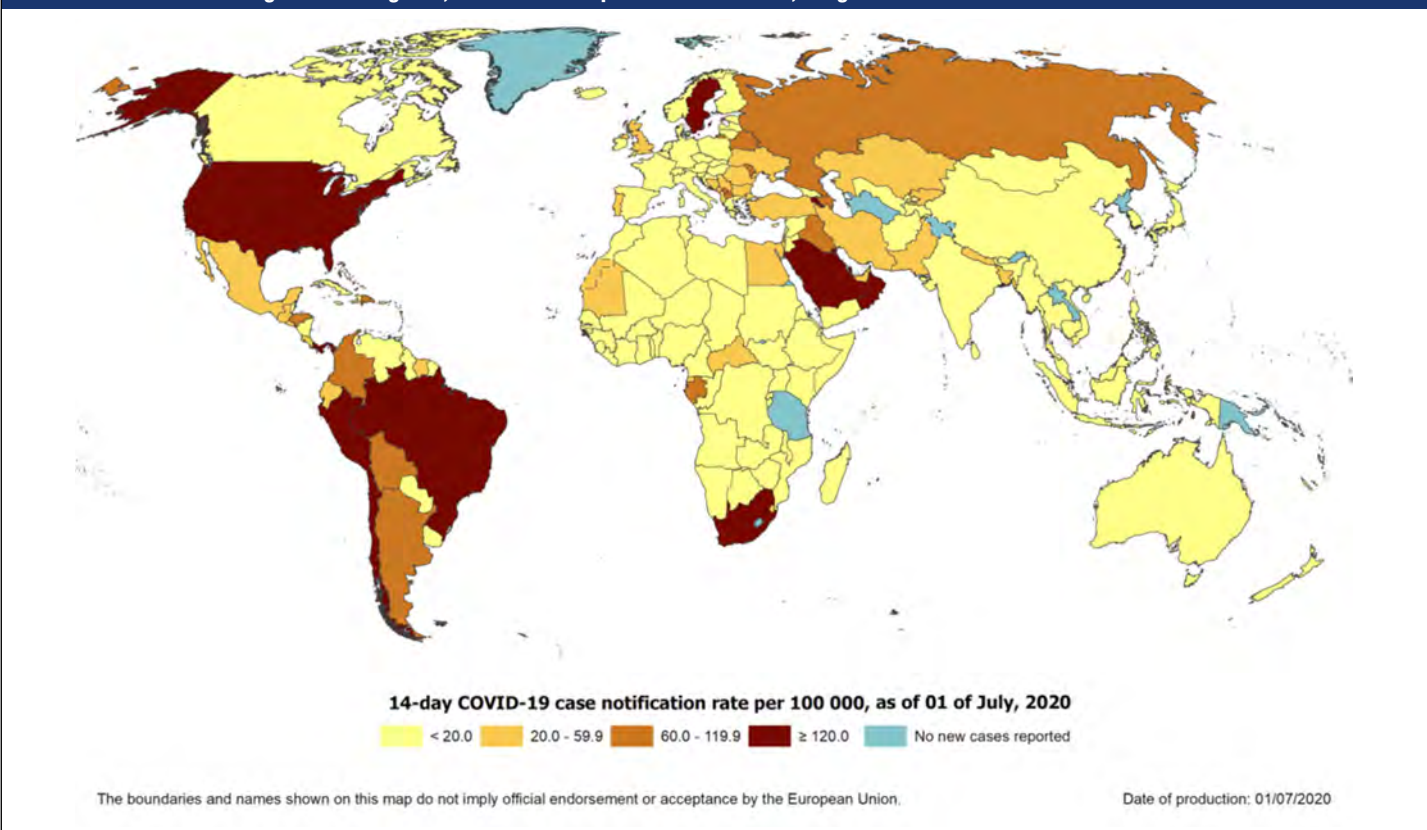 14-day COVID-19 case notification rate per 100 000, as of 01 of July, 2020
< 20.0 20.0 - 59.9 60.0 - 119.9 ≥ 120.0 No new cases reported
The boundaries and names shown on this map do not imply official endorsement or acceptance by the European Union. Date of production: 01/07/2020